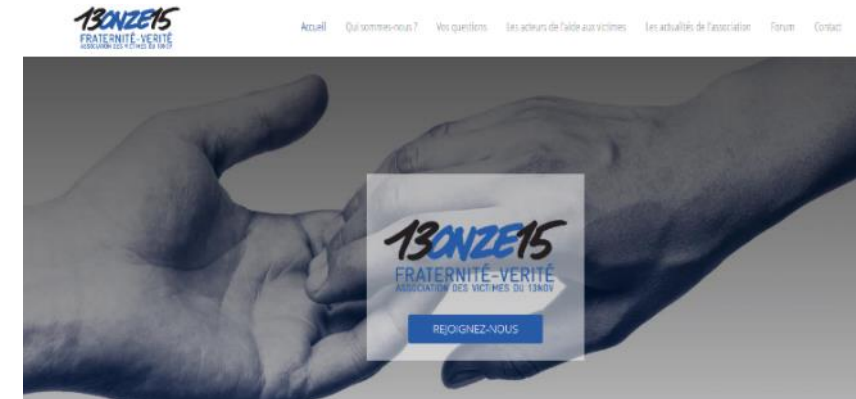 13ONZE15
FRATERNITÉ-VERITÉ
ASSOCIATION DES VICTIMES DU 13NOV
Accueil Qui sommes-nous ? Vos questions Les acteurs de l'aide aux victimes Les actualités de l'association Forum Contact
13ONZE15
FRATERNITÉ-VERITÉ
ASSOCIATION DES VICTIMES DU 13NOV
REJOIGNEZ-NOUS